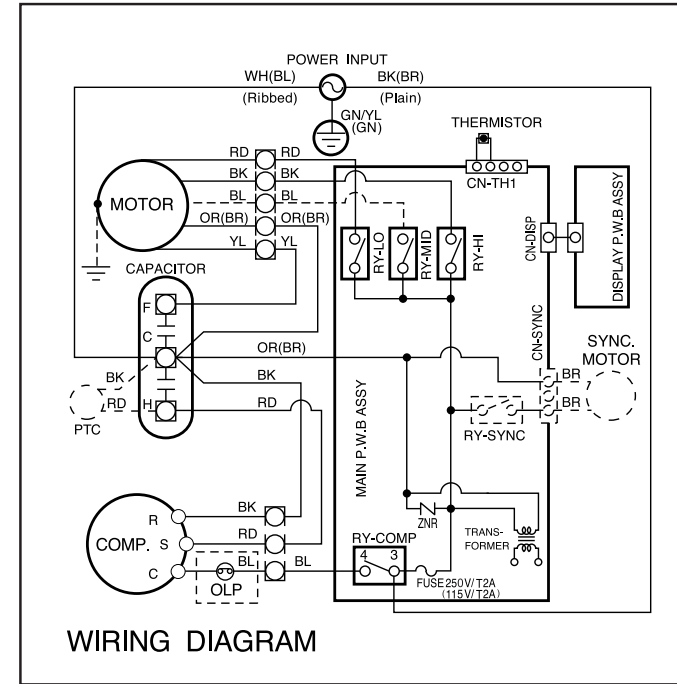 POWER INPUT
WH(BL) BK(BR)
(Ribbed) (Plain)
GN/YL
(GN)
THERMISTOR
CN-TH1
RD RD
BK BK
BL BL
OR(BR) OR(BR)
YL YL
MOTOR
RY-LO
RY-MID
RY-HI
CN-DISP
DISPLAY P.W.B ASSY
CAPACITOR
F
C
H
OR(BR)
BK
RD
BK
RD
PTC
MAIN P.W.B ASSY
CN-SYNC
SYNC.
MOTOR
BR
BR
RY-SYNC
COMP.
R
S
C
BK
RD
BL BL
OLP
ZNR
TRANS-
FORMER
RY-COMP
4 3
FUSE250V/T2A
(115V/T2A)
WIRING DIAGRAM